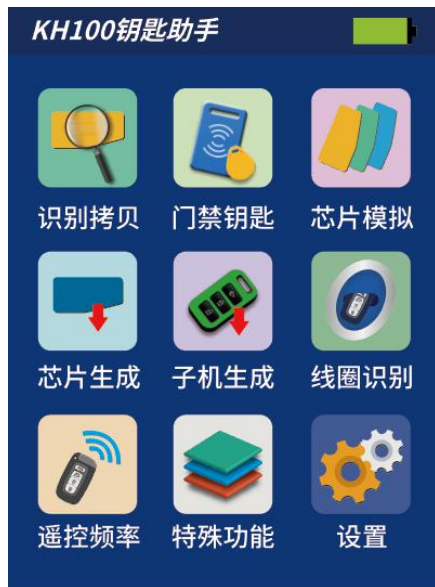 KH100钥匙助手
识别拷贝 门禁钥匙 芯片模拟
芯片生成 子机生成 线圈识别
遥控频率 特殊功能 设置